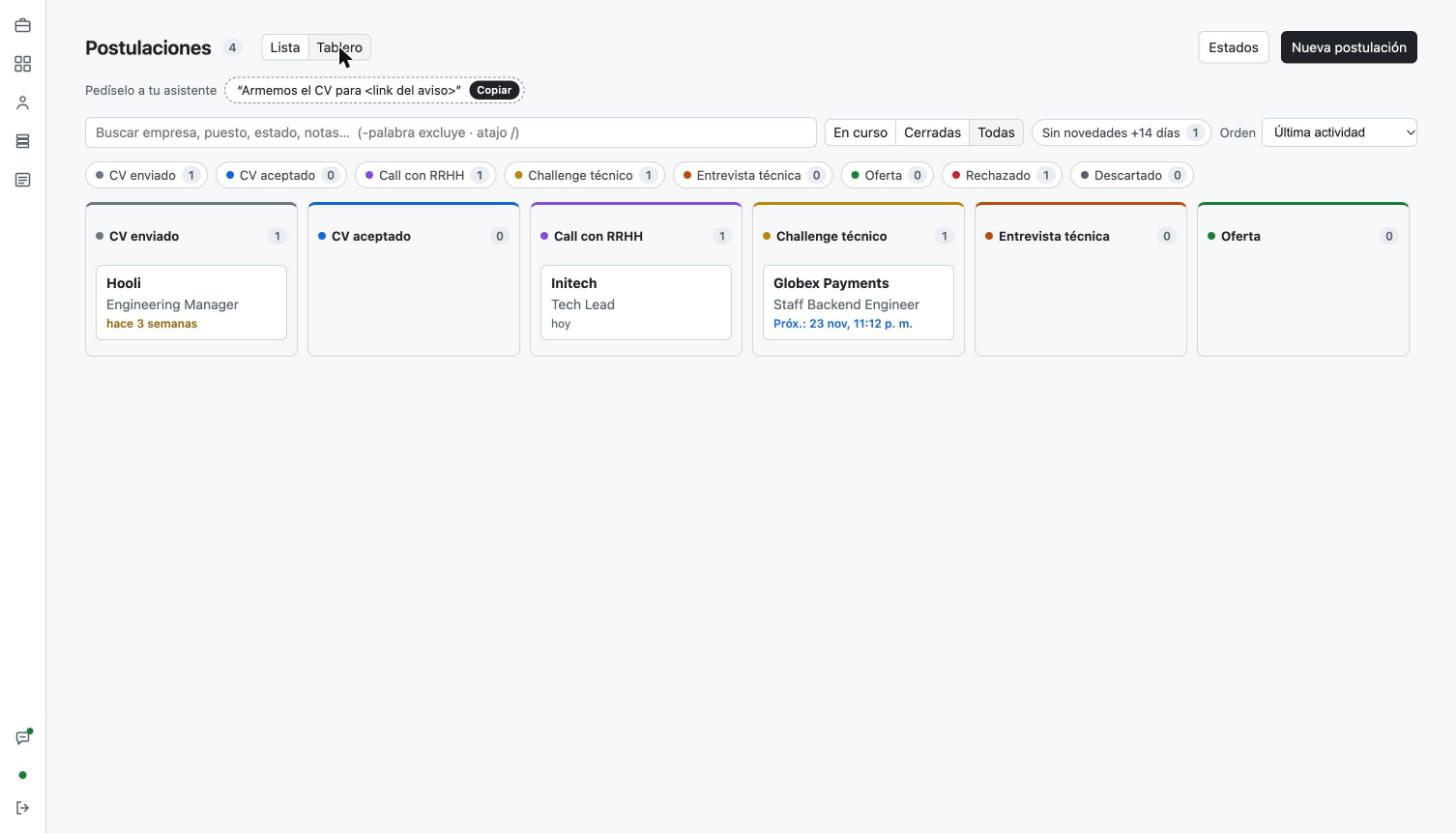 Postulaciones 4 Lista Tablero Estados Nueva postulación
Pedíselo a tu asistente “Armemos el CV para <link del aviso>” Copiar
Buscar empresa, puesto, estado, notas... (-palabra excluye · atajo /) En curso Cerradas Todas Sin novedades +14 días 1 Orden Última actividad
CV enviado 1 CV aceptado 0 Call con RRHH 1 Challenge técnico 1 Entrevista técnica 0 Oferta 0 Rechazado 1 Descartado 0
CV enviado 1
Hooli
Engineering Manager
hace 3 semanas
CV aceptado 0
Call con RRHH 1
Initech
Tech Lead
hoy
Challenge técnico 1
Globex Payments
Staff Backend Engineer
Próx.: 23 nov, 11:12 p. m.
Entrevista técnica 0
Oferta 0